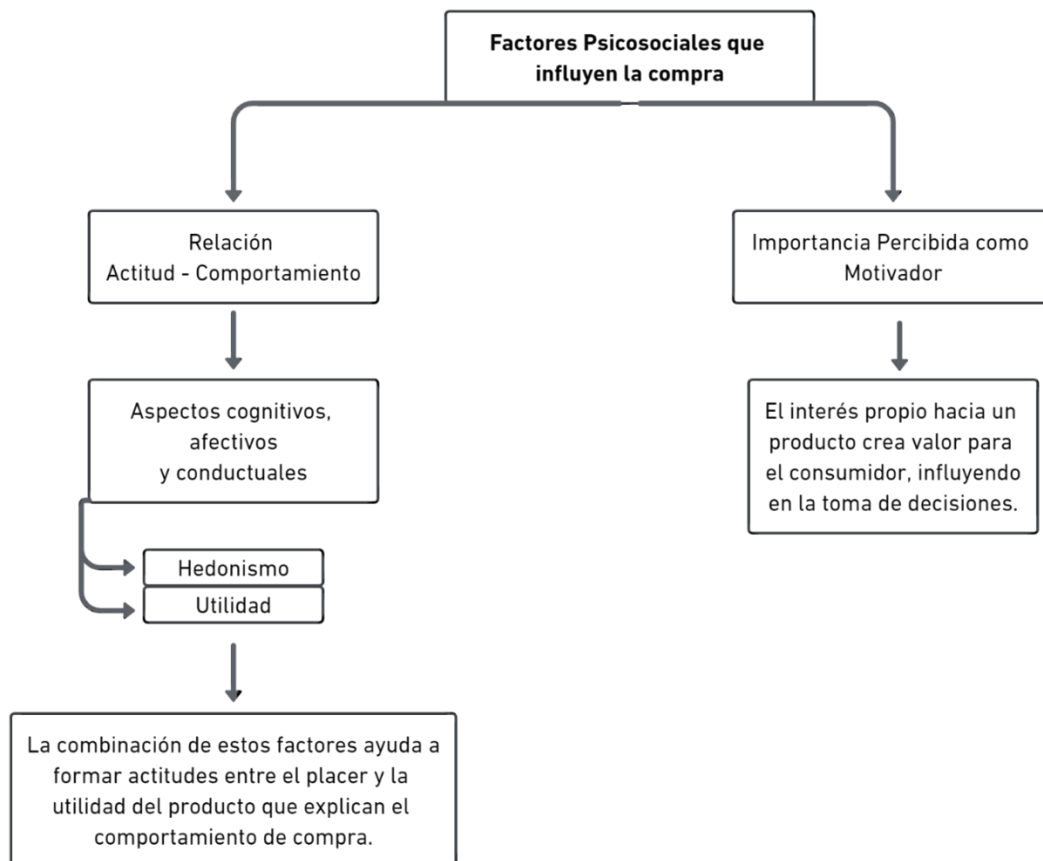 Factores Psicosociales que
influyen la compra
Relación
Actitud - Comportamiento
Importancia Percibida como
Motivador
Aspectos cognitivos,
afectivos
y conductuales
El interés propio hacia un
producto crea valor para
el consumidor, influyendo
en la toma de decisiones.
Hedonismo
Utilidad
La combinación de estos factores ayuda a
formar actitudes entre el placer y la
utilidad del producto que explican el
comportamiento de compra.